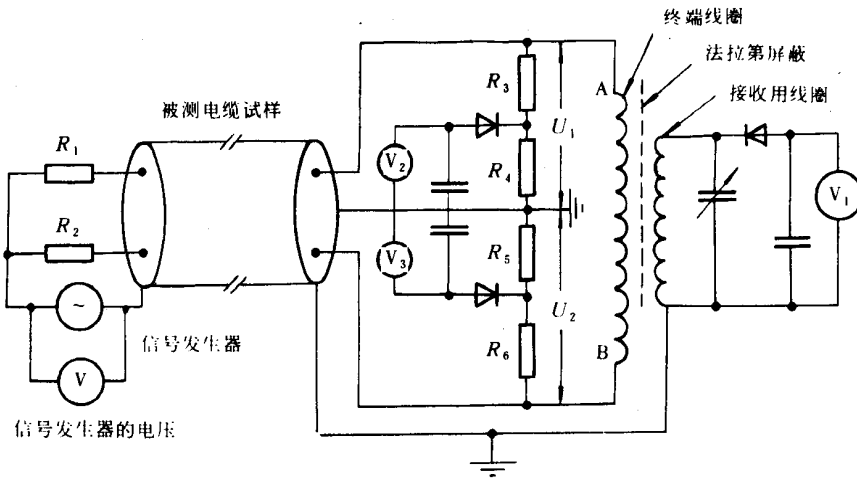 终端线圈
法拉第屏蔽
接收用线圈
被测电缆试样
R₁
R₂
R₃
R₄
R₅
R₆
U₁
U₂
A
B
V₂
V₃
V₁
~
信号发生器
V
信号发生器的电压